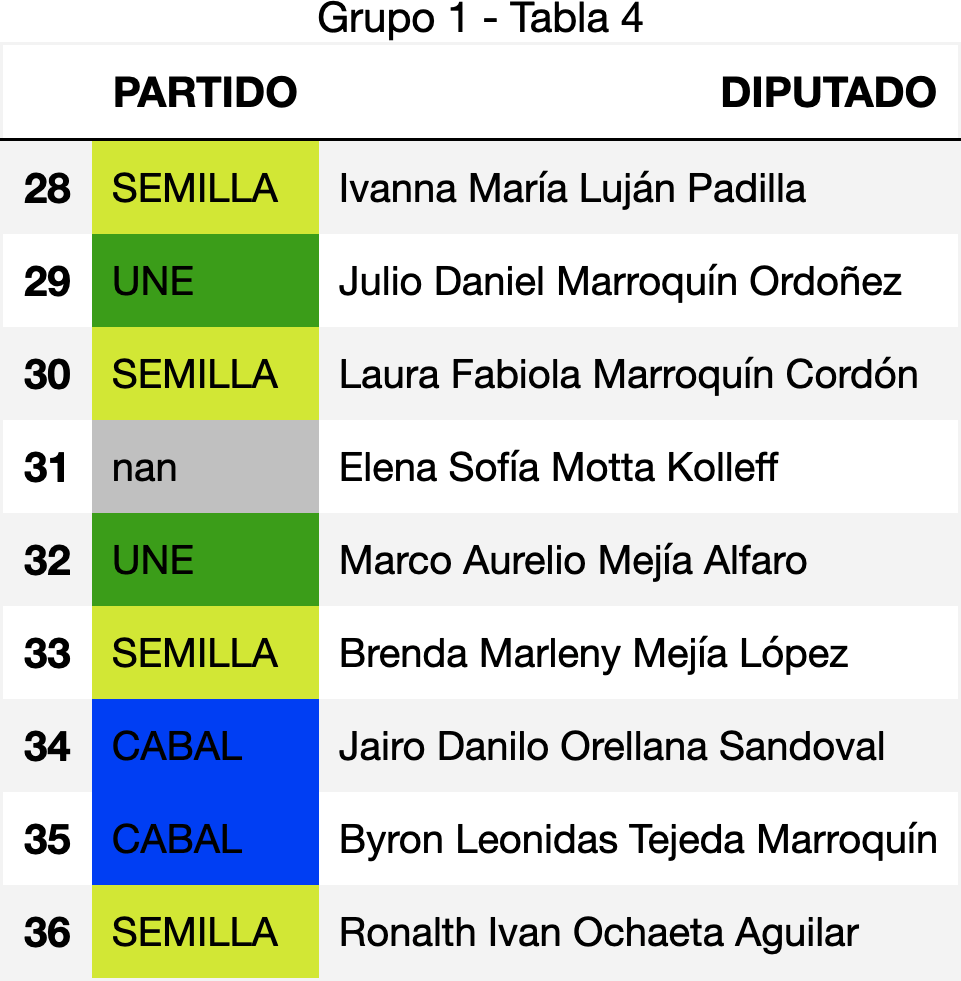 Grupo 1 - Tabla 4
PARTIDO DIPUTADO
28 SEMILLA Ivanna María Luján Padilla
29 UNE Julio Daniel Marroquín Ordoñez
30 SEMILLA Laura Fabiola Marroquín Cordón
31 nan Elena Sofía Motta Kolleff
32 UNE Marco Aurelio Mejía Alfaro
33 SEMILLA Brenda Marleny Mejía López
34 CABAL Jairo Danilo Orellana Sandoval
35 CABAL Byron Leonidas Tejeda Marroquín
36 SEMILLA Ronalth Ivan Ochaeta Aguilar